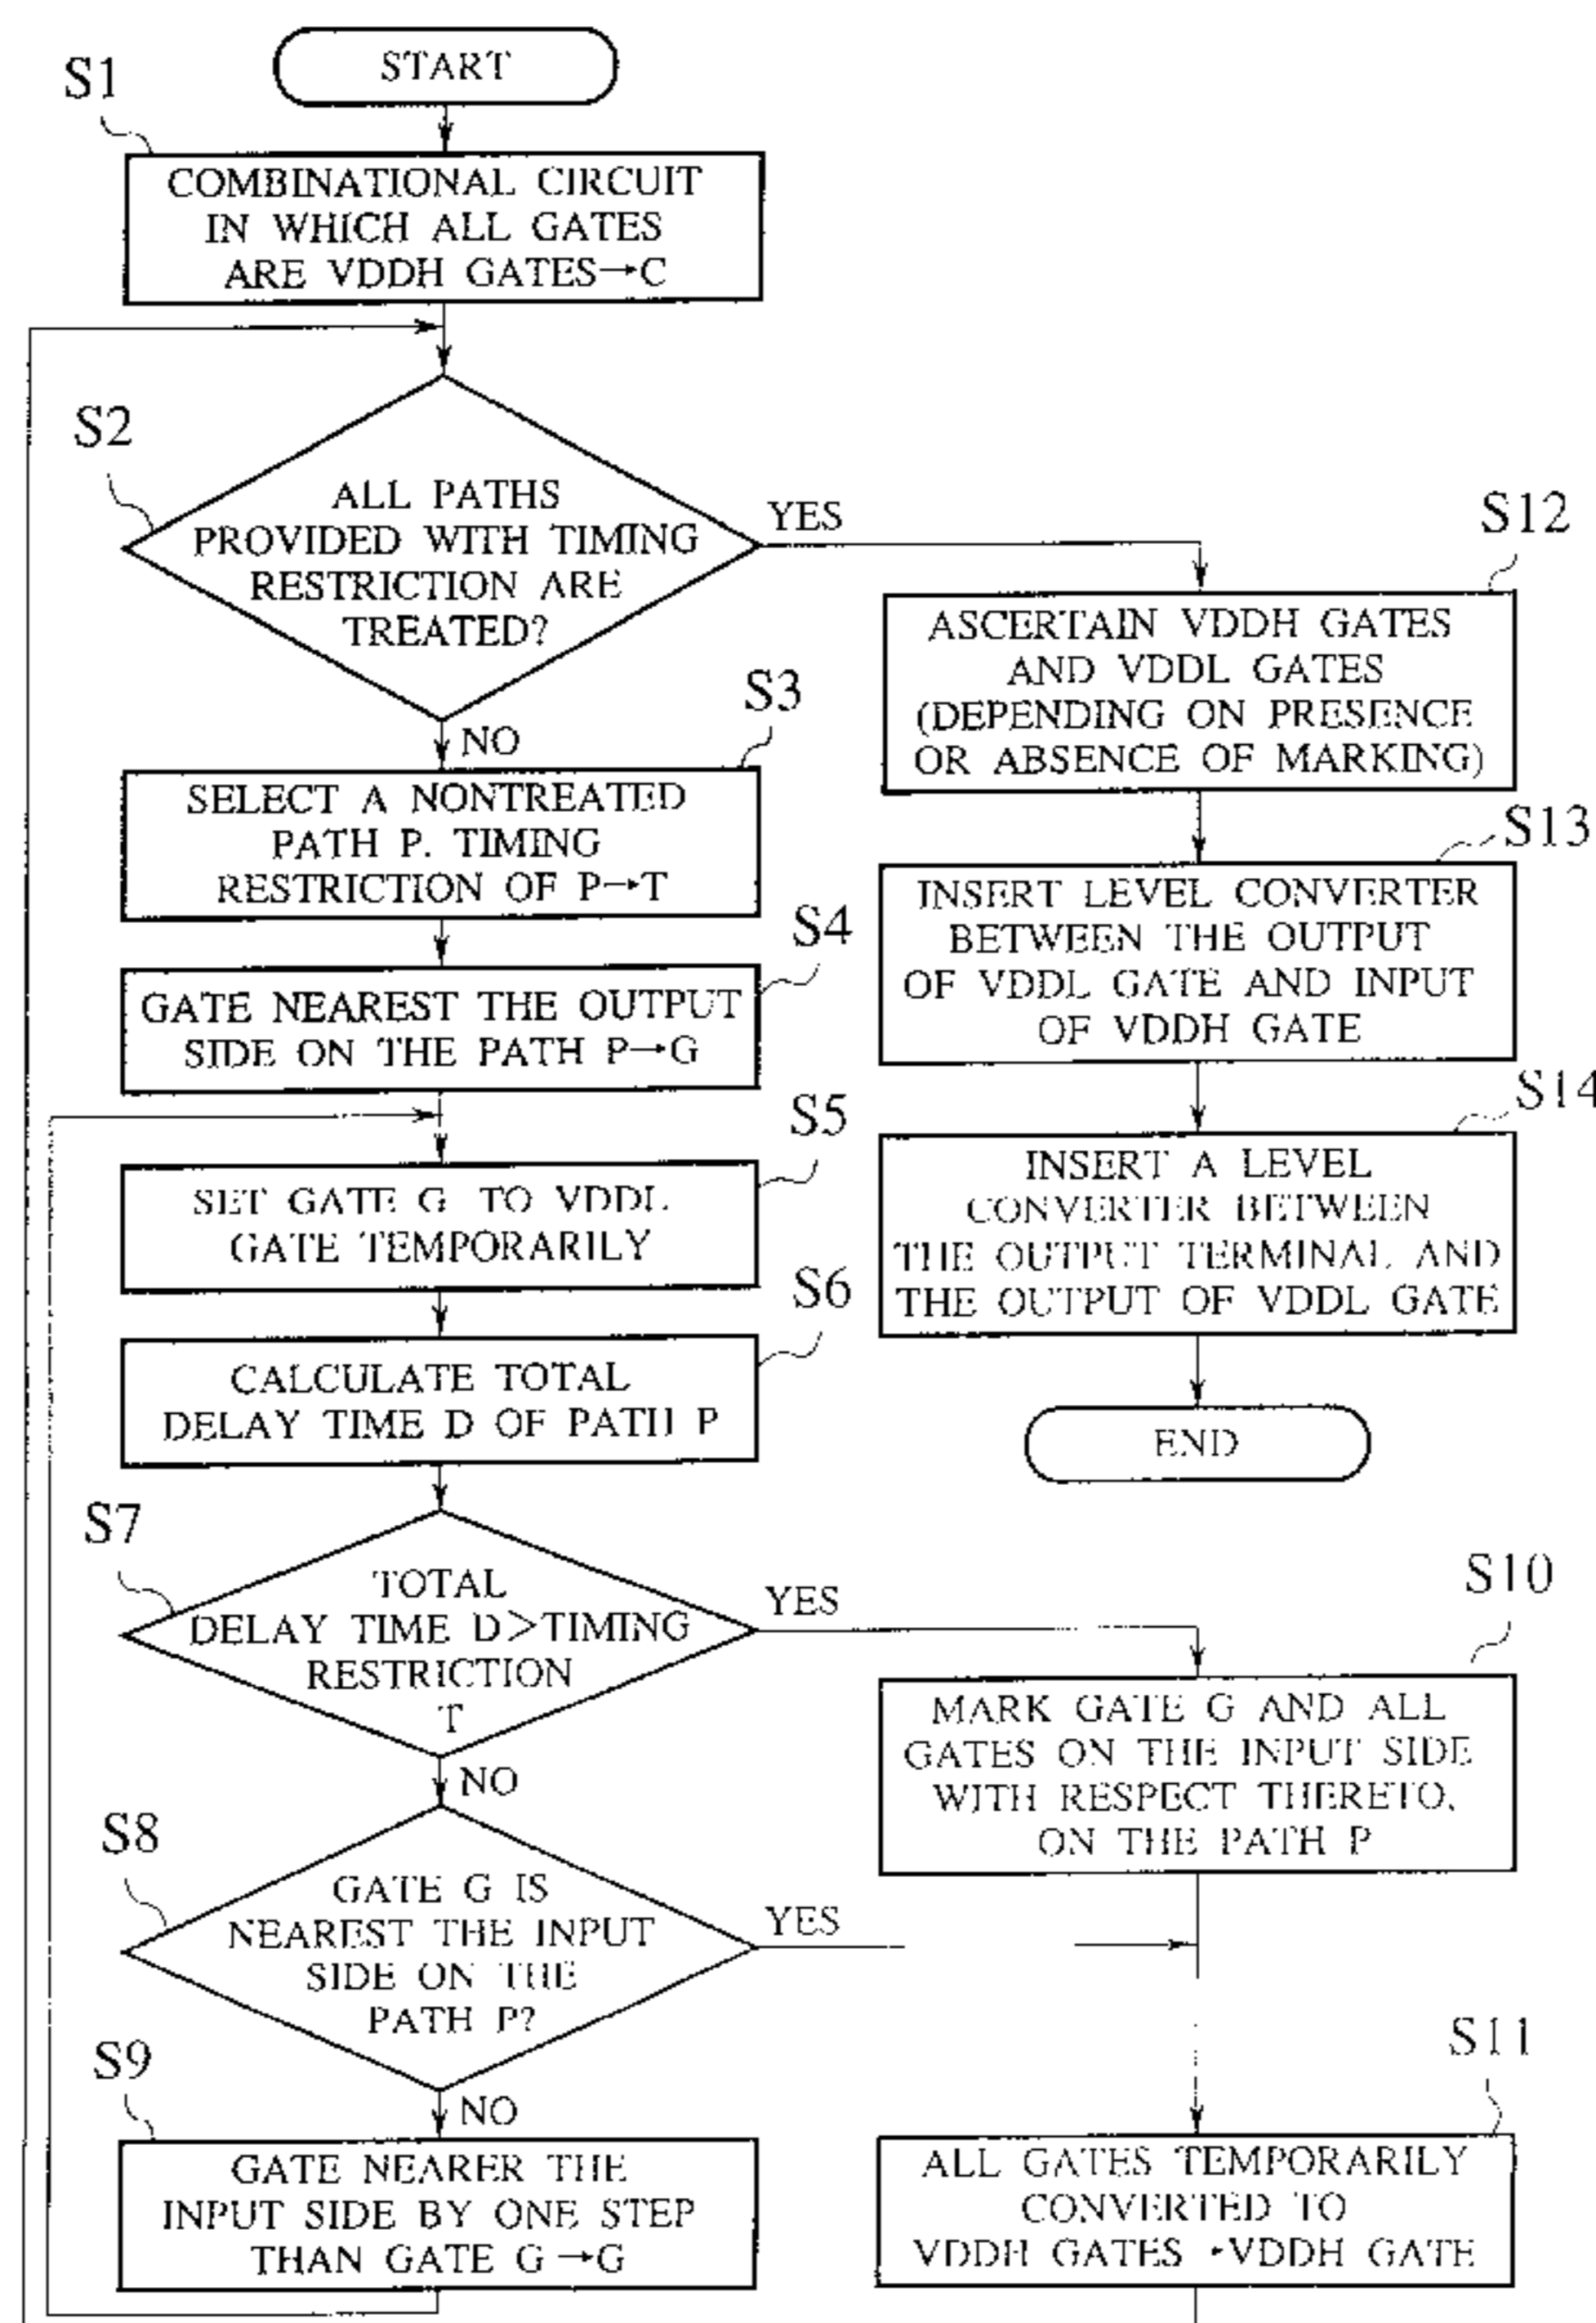 START
S1
COMBINATIONAL CIRCUIT
IN WHICH ALL GATES
ARE VDDH GATES→C
S2
ALL PATHS
PROVIDED WITH TIMING
RESTRICTION ARE
TREATED?
YES
NO
S3
SELECT A NONTREATED
PATH P. TIMING
RESTRICTION OF P→T
S4
GATE NEAREST THE OUTPUT
SIDE ON THE PATH P→G
S5
SET GATE G TO VDDL
GATE TEMPORARILY
S6
CALCULATE TOTAL
DELAY TIME D OF PATH P
S7
TOTAL
DELAY TIME D>TIMING
RESTRICTION
T
YES
NO
S8
GATE G IS
NEAREST THE INPUT
SIDE ON THE
PATH P?
YES
NO
S9
GATE NEARER THE
INPUT SIDE BY ONE STEP
THAN GATE G→G
S12
ASCERTAIN VDDH GATES
AND VDDL GATES
(DEPENDING ON PRESENCE
OR ABSENCE OF MARKING)
S13
INSERT LEVEL CONVERTER
BETWEEN THE OUTPUT
OF VDDL GATE AND INPUT
OF VDDH GATE
S14
INSERT A LEVEL
CONVERTER BETWEEN
THE OUTPUT TERMINAL AND
THE OUTPUT OF VDDL GATE
END
S10
MARK GATE G AND ALL
GATES ON THE INPUT SIDE
WITH RESPECT THERETO,
ON THE PATH P
S11
ALL GATES TEMPORARILY
CONVERTED TO
VDDH GATES →VDDH GATE